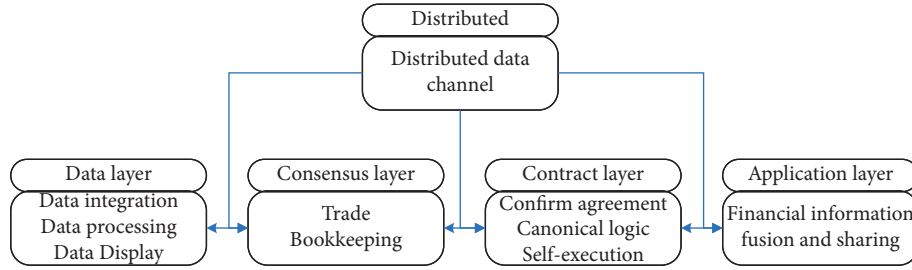 Distributed
Distributed data
channel
Data layer
Data integration
Data processing
Data Display
Consensus layer
Trade
Bookkeeping
Contract layer
Confirm agreement
Canonical logic
Self-execution
Application layer
Financial information
fusion and sharing